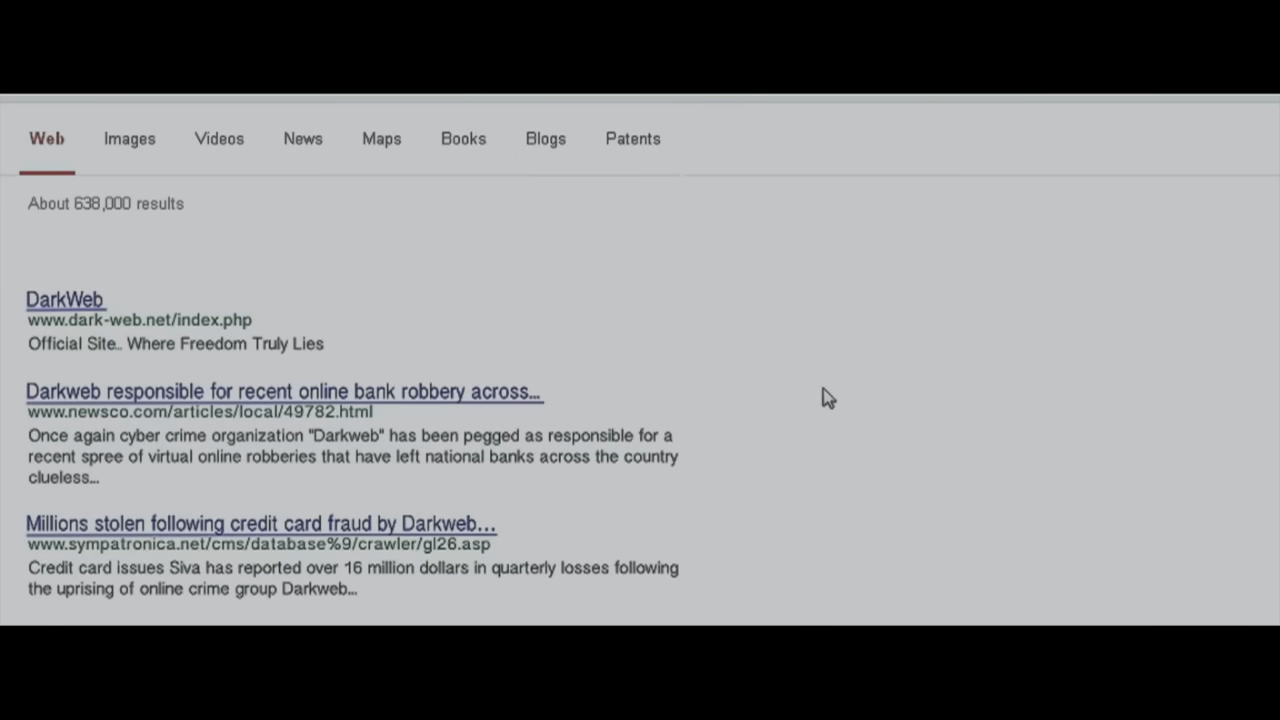 Web Images Videos News Maps Books Blogs Patents
About 638,000 results
DarkWeb
www.dark-web.net/index.php
Official Site.. Where Freedom Truly Lies
Darkweb responsible for recent online bank robbery across...
www.newsco.com/articles/local/49782.html
Once again cyber crime organization "Darkweb" has been pegged as responsible for a
recent spree of virtual online robberies that have left national banks across the country
clueless...
Millions stolen following credit card fraud by Darkweb...
www.sympatronica.net/cms/database%9/crawler/gl26.asp
Credit card issues Siva has reported over 16 million dollars in quarterly losses following
the uprising of online crime group Darkweb...